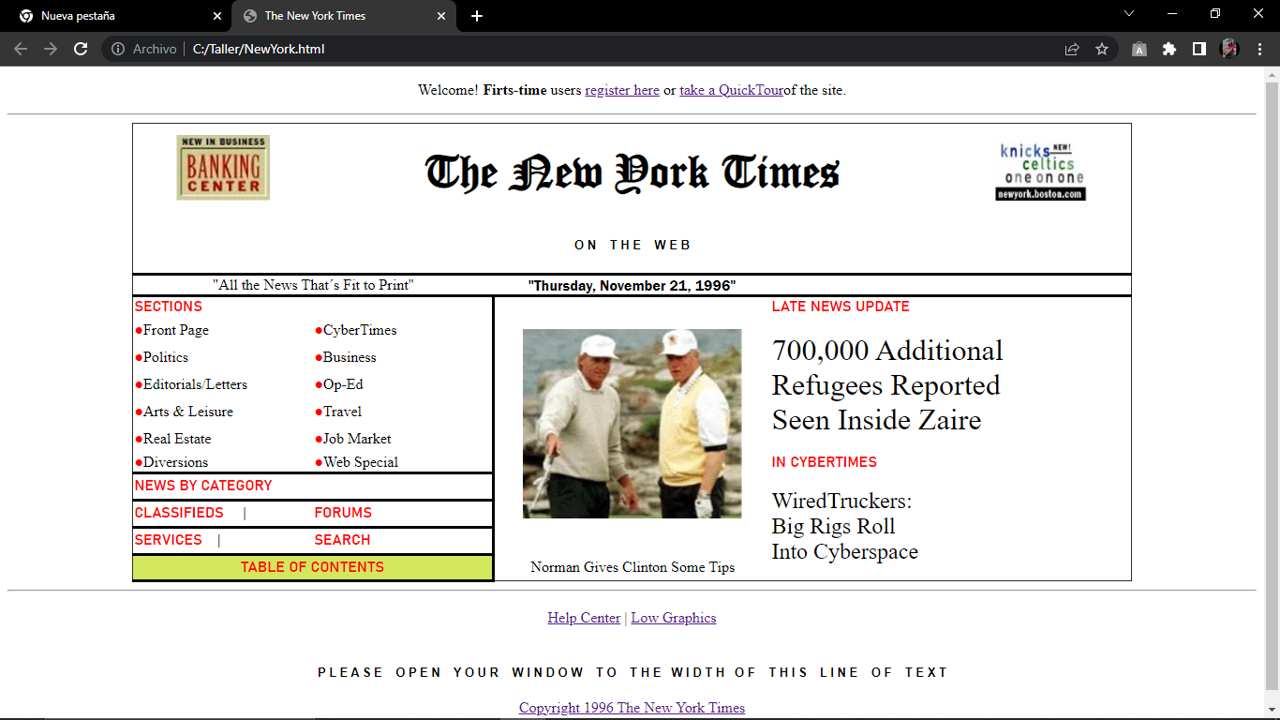 Nueva pestaña
The New York Times
Archivo
C:/Taller/NewYork.html
Welcome! Firts-time users register here or take a QuickTourof the site.
NEW IN BUSINESS
BANKING
CENTER
The New York Times
knicks NEW!
celtics
one on one
newyork.boston.com
ON THE WEB
"All the News That´s Fit to Print"
"Thursday, November 21, 1996"
SECTIONS
●Front Page ●CyberTimes
●Politics ●Business
●Editorials/Letters ●Op-Ed
●Arts & Leisure ●Travel
●Real Estate ●Job Market
●Diversions ●Web Special
NEWS BY CATEGORY
CLASSIFIEDS | FORUMS
SERVICES | SEARCH
TABLE OF CONTENTS
Norman Gives Clinton Some Tips
LATE NEWS UPDATE
700,000 Additional
Refugees Reported
Seen Inside Zaire
IN CYBERTIMES
WiredTruckers:
Big Rigs Roll
Into Cyberspace
Help Center | Low Graphics
PLEASE OPEN YOUR WINDOW TO THE WIDTH OF THIS LINE OF TEXT
Copyright 1996 The New York Times